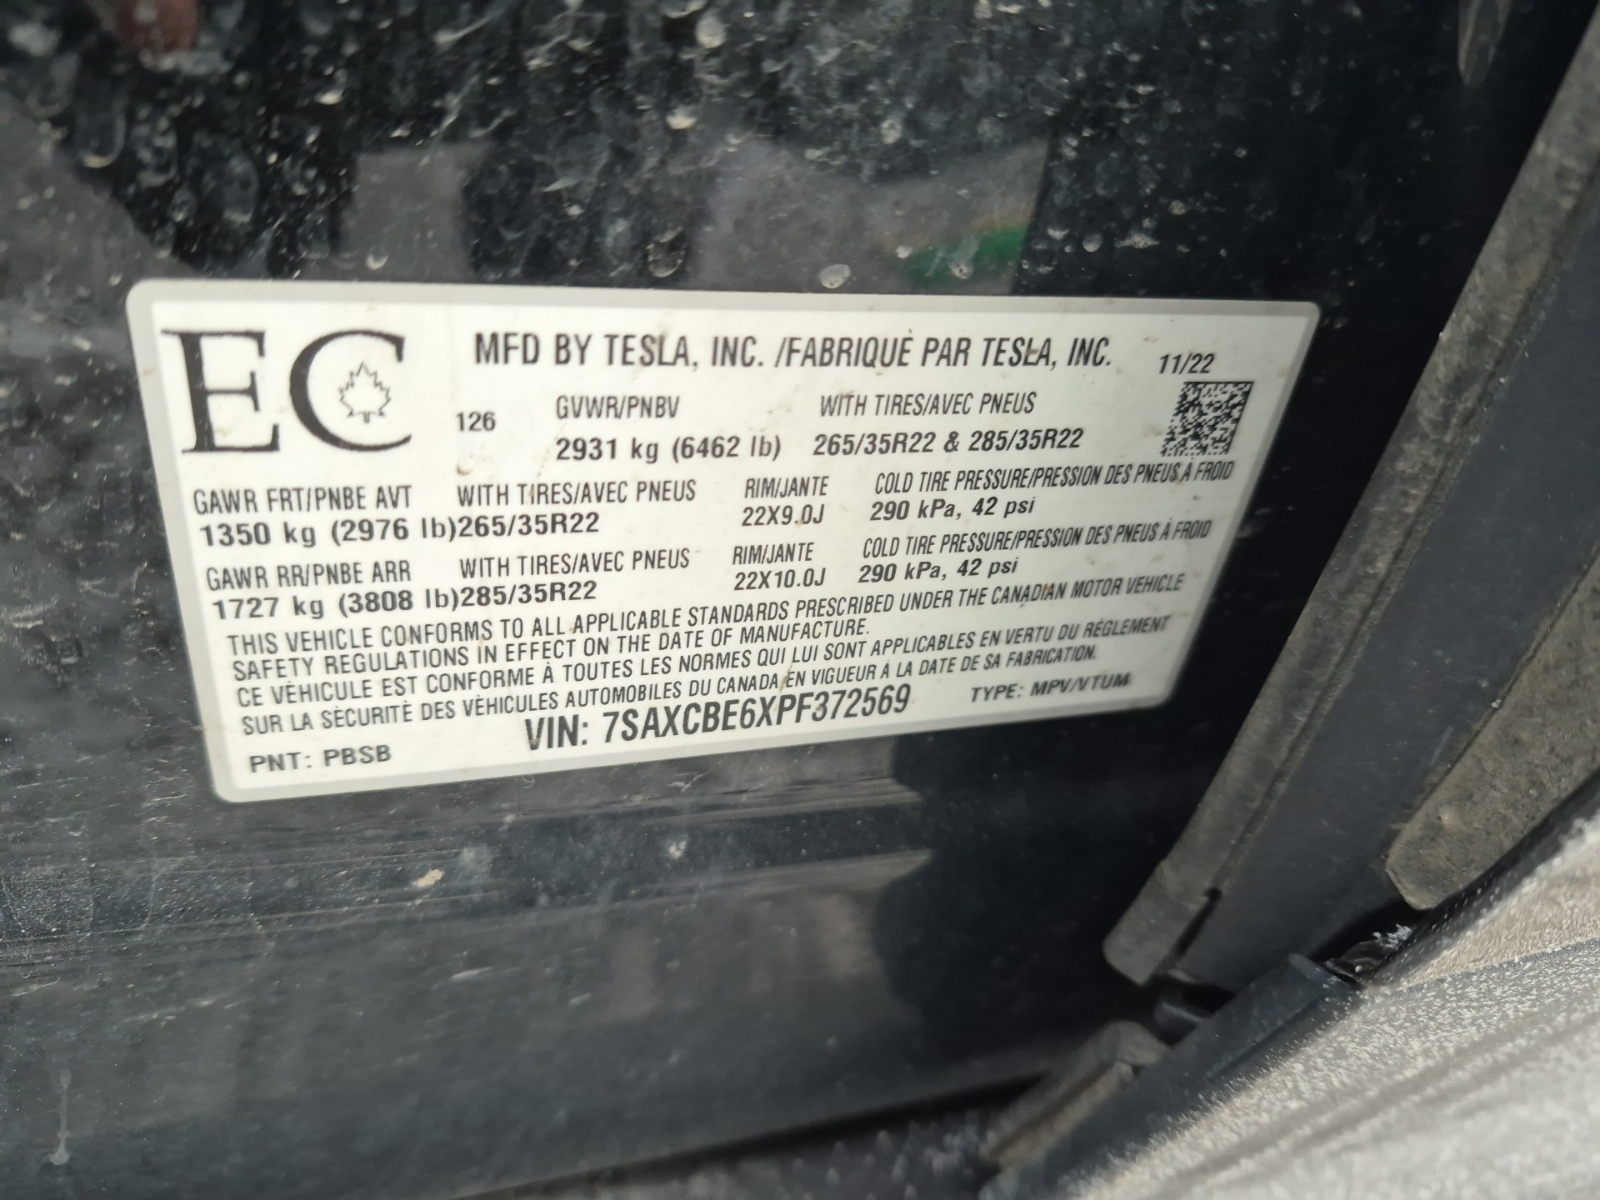 EC
MFD BY TESLA, INC. /FABRIQUÈ PAR TESLA, INC. 11/22
126 GVWR/PNBV WITH TIRES/AVEC PNEUS
2931 kg (6462 lb) 265/35R22 & 285/35R22
GAWR FRT/PNBE AVT WITH TIRES/AVEC PNEUS RIM/JANTE COLD TIRE PRESSURE/PRESSION DES PNEUS À FROID
1350 kg (2976 lb)265/35R22 22X9.0J 290 kPa, 42 psi
GAWR RR/PNBE ARR WITH TIRES/AVEC PNEUS RIM/JANTE COLD TIRE PRESSURE/PRESSION DES PNEUS À FROID
1727 kg (3808 lb)285/35R22 22X10.0J 290 kPa, 42 psi
THIS VEHICLE CONFORMS TO ALL APPLICABLE STANDARDS PRESCRIBED UNDER THE CANADIAN MOTOR VEHICLE
SAFETY REGULATIONS IN EFFECT ON THE DATE OF MANUFACTURE.
CE VÈHICULE EST CONFORME À TOUTES LES NORMES QUI LUI SONT APPLICABLES EN VERTU DU RÈGLEMENT
SUR LA SÈCURITÈ DES VÈHICULES AUTOMOBILES DU CANADA EN VIGUEUR À LA DATE DE SA FABRICATION.
PNT: PBSB VIN: 7SAXCBE6XPF372569 TYPE: MPV/VTUM